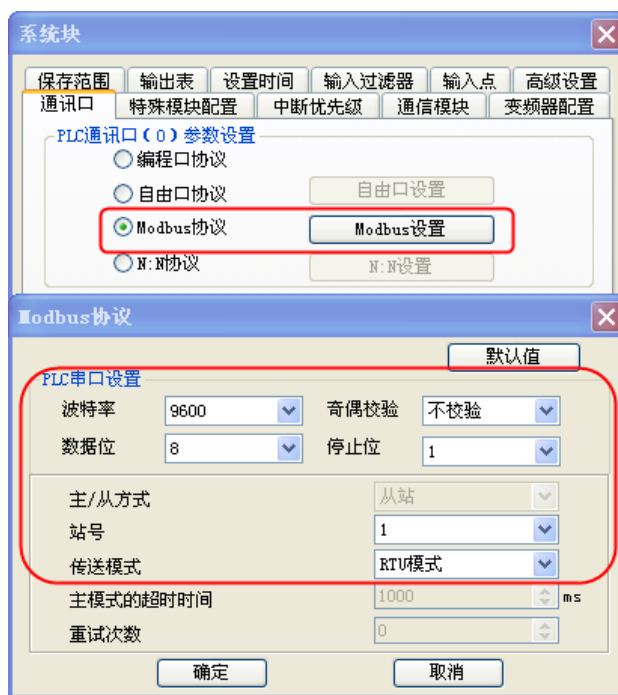 系统块
保存范围 输出表 设置时间 输入过滤器 输入点 高级设置
通讯口 特殊模块配置 中断优先级 通信模块 变频器配置
PLC通讯口(0)参数设置
编程口协议
自由口协议 自由口设置
Modbus协议 Modbus设置
N:N协议 N:N设置
Modbus协议
默认值
PLC串口设置
波特率 9600 奇偶校验 不校验
数据位 8 停止位 1
主/从方式 从站
站号 1
传送模式 RTU模式
主模式的超时时间 1000 ms
重试次数 0
确定 取消